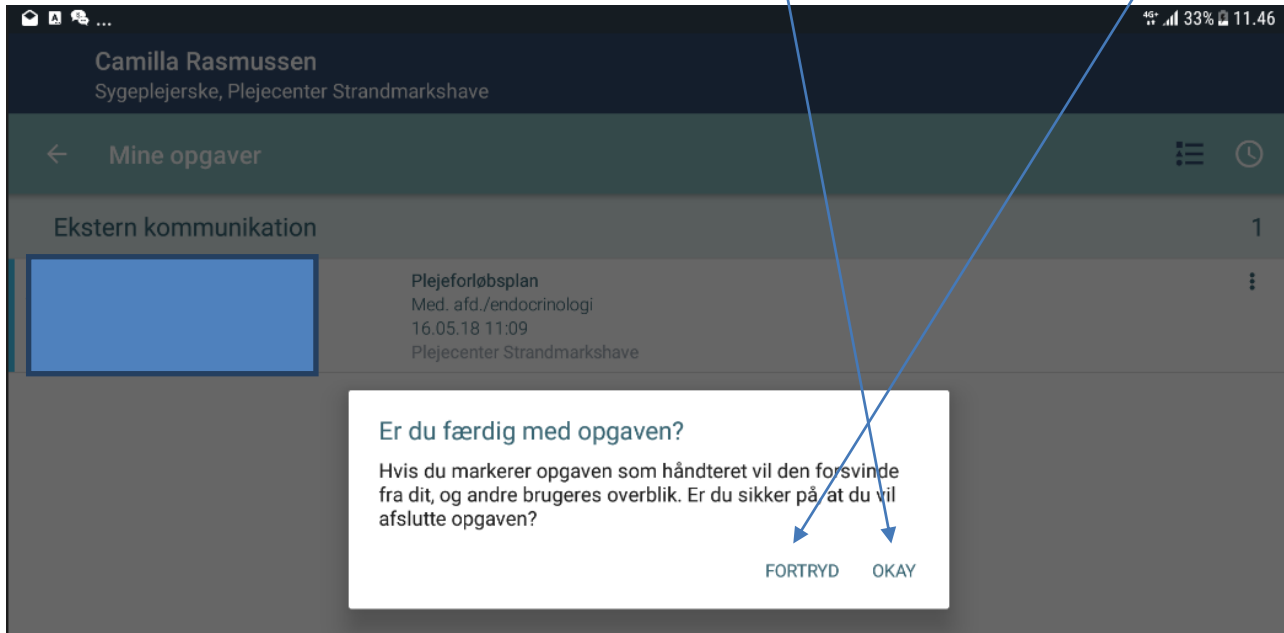 ... 4G+ 33% 11.46
Camilla Rasmussen
Sygeplejerske, Plejecenter Strandmarkshave
Mine opgaver
Ekstern kommunikation 1
Plejeforløbsplan
Med. afd./endocrinologi
16.05.18 11:09
Plejecenter Strandmarkshave
Er du færdig med opgaven?
Hvis du markerer opgaven som håndteret vil den forsvinde
fra dit, og andre brugeres overblik. Er du sikker på, at du vil
afslutte opgaven?
FORTRYD OKAY